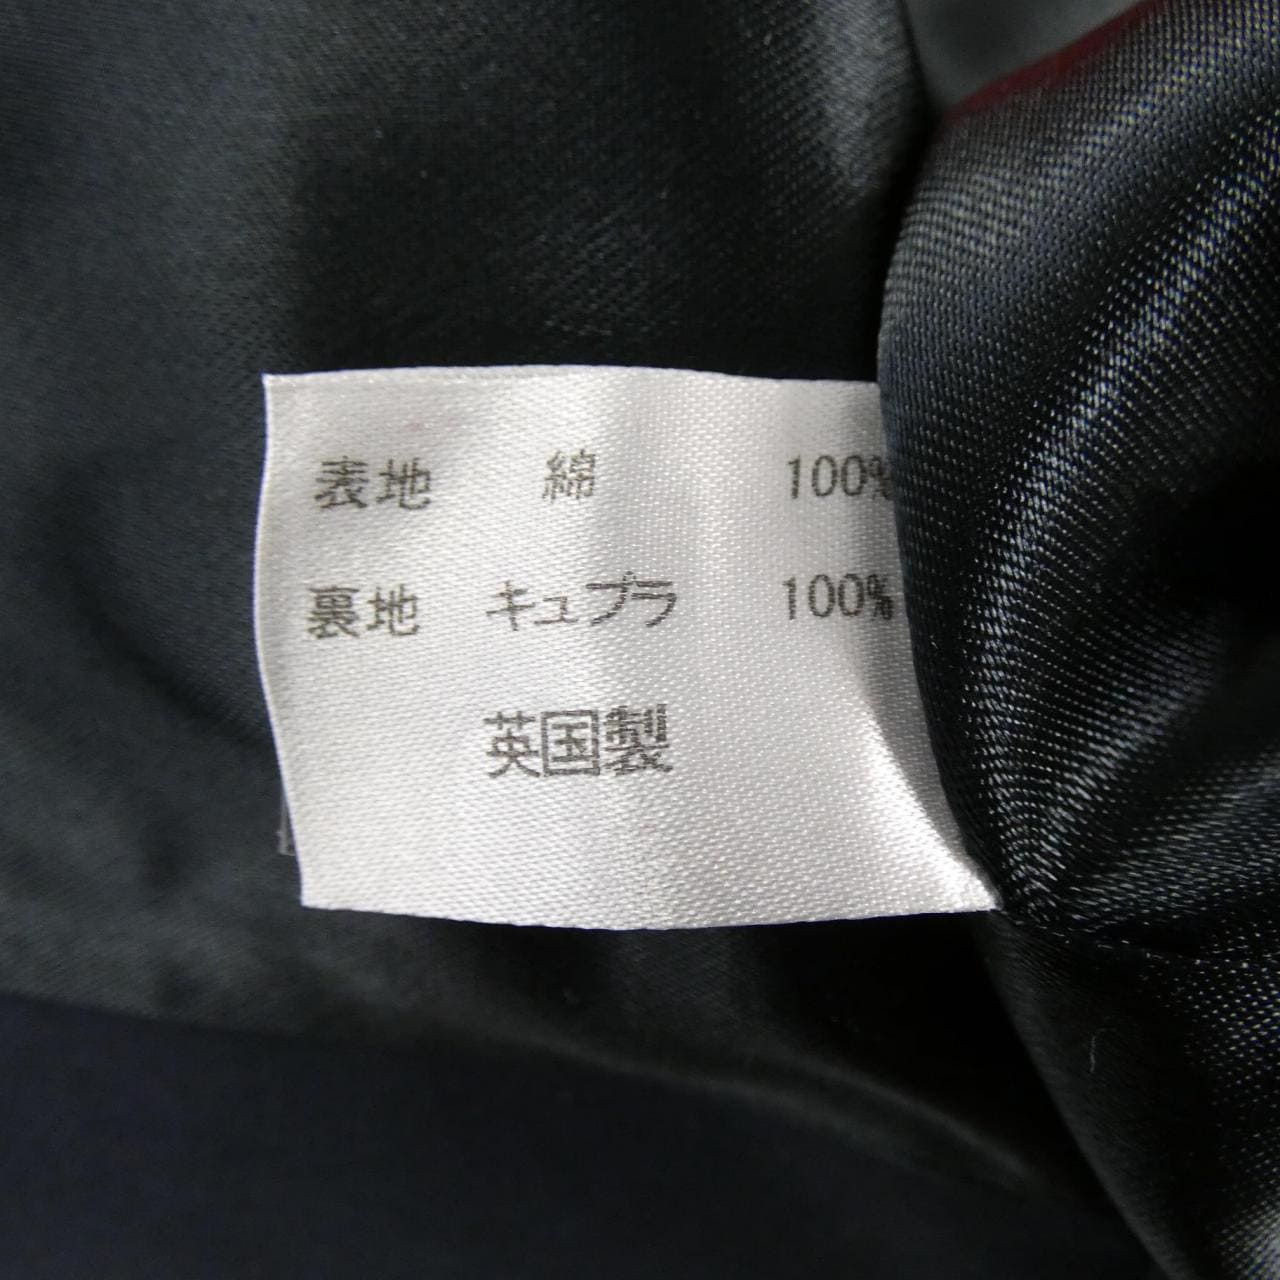 表地 綿 100%
裏地 キュプラ 100%
英国製